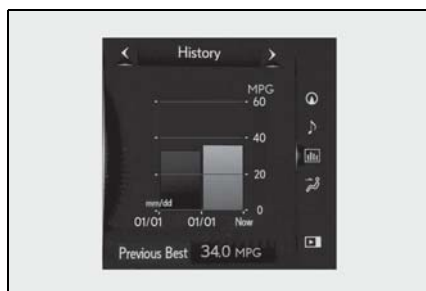 History
MPG
60
40
20
0
mm/dd
01/01 01/01 Now
Previous Best 34.0 MPG